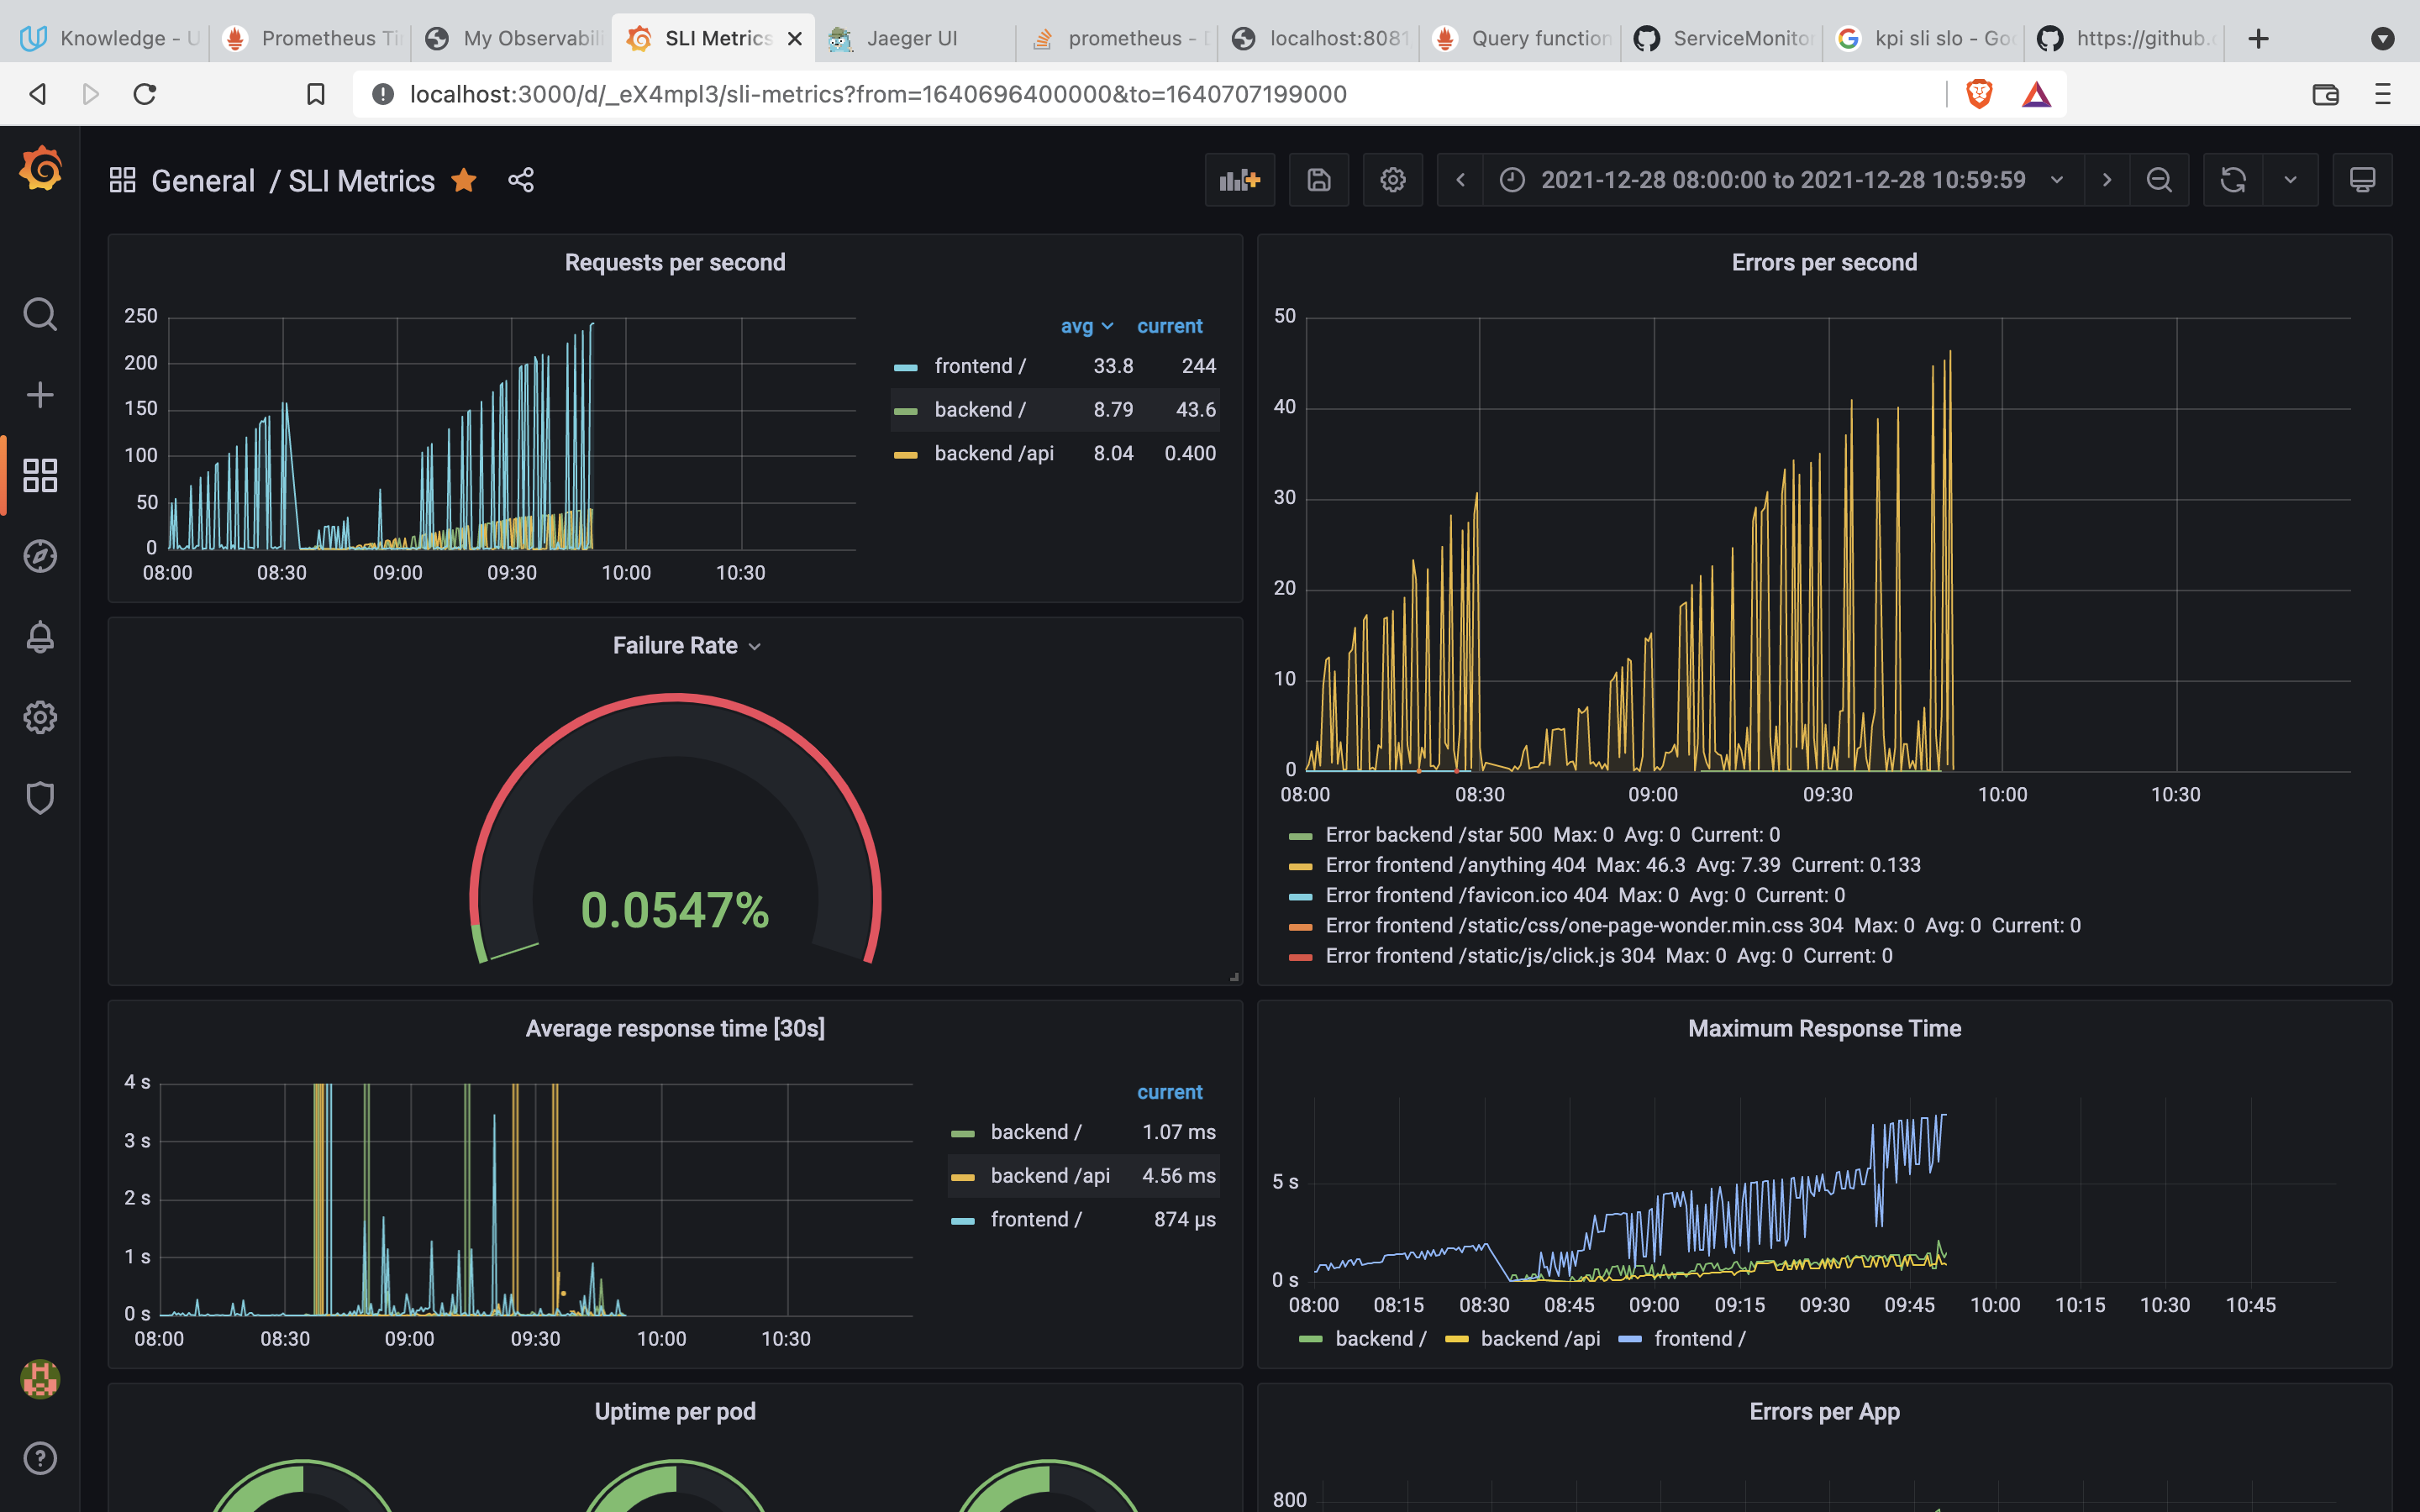 Knowledge - U
Prometheus Ti
My Observabili
SLI Metrics
Jaeger UI
prometheus -
localhost:8081
Query function
ServiceMonito
kpi sli slo - Go
https://github.
localhost:3000/d/_eX4mpl3/sli-metrics?from=1640696400000&to=1640707199000
General / SLI Metrics
2021-12-28 08:00:00 to 2021-12-28 10:59:59
Requests per second
250
200
150
100
50
0
08:00 08:30 09:00 09:30 10:00 10:30
avg current
frontend / 33.8 244
backend / 8.79 43.6
backend /api 8.04 0.400
Errors per second
50
40
30
20
10
0
08:00 08:30 09:00 09:30 10:00 10:30
Error backend /star 500 Max: 0 Avg: 0 Current: 0
Error frontend /anything 404 Max: 46.3 Avg: 7.39 Current: 0.133
Error frontend /favicon.ico 404 Max: 0 Avg: 0 Current: 0
Error frontend /static/css/one-page-wonder.min.css 304 Max: 0 Avg: 0 Current: 0
Error frontend /static/js/click.js 304 Max: 0 Avg: 0 Current: 0
Failure Rate
0.0547%
Average response time [30s]
4 s
3 s
2 s
1 s
0 s
08:00 08:30 09:00 09:30 10:00 10:30
current
backend / 1.07 ms
backend /api 4.56 ms
frontend / 874 µs
Maximum Response Time
5 s
0 s
08:00 08:15 08:30 08:45 09:00 09:15 09:30 09:45 10:00 10:15 10:30 10:45
backend / backend /api frontend /
Uptime per pod
Errors per App
800